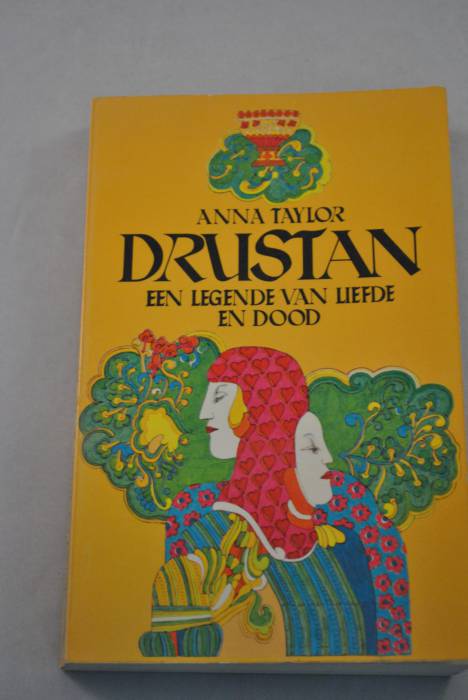 ANNA TAYLOR
DRUSTAN
EEN LEGENDE VAN LIEFDE
EN DOOD